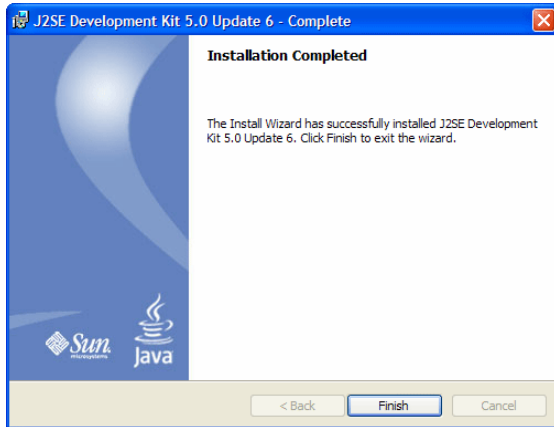 J2SE Development Kit 5.0 Update 6 - Complete
Installation Completed
The Install Wizard has successfully installed J2SE Development
Kit 5.0 Update 6. Click Finish to exit the wizard.
Sun
microsystems
Java
< Back
Finish
Cancel